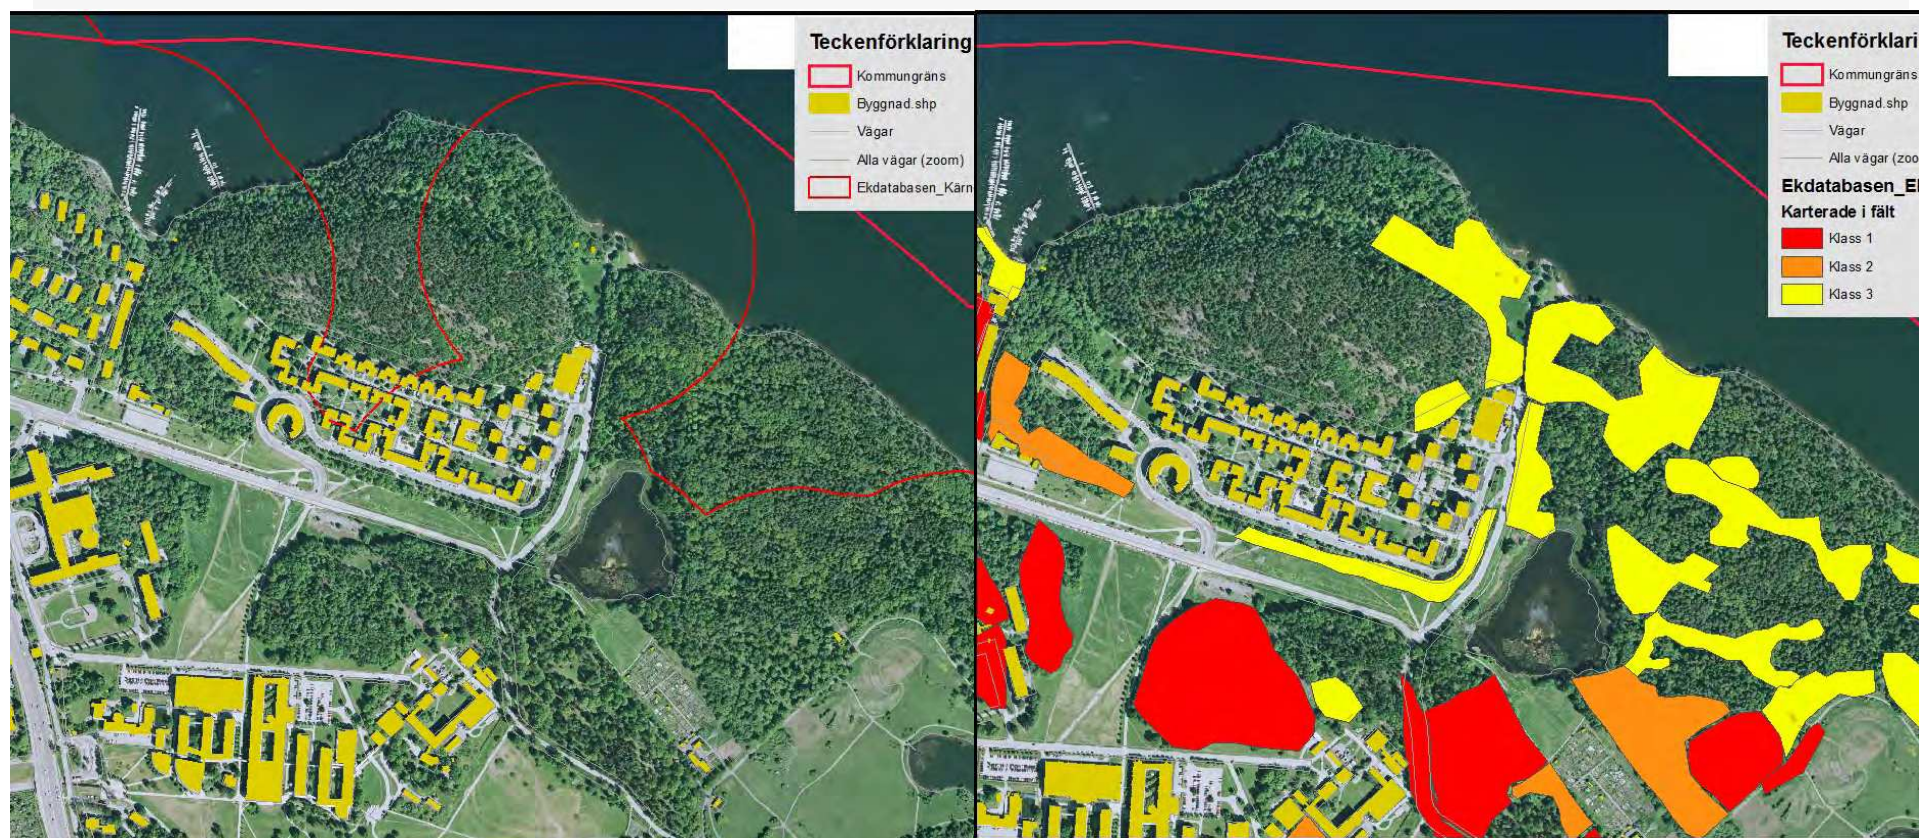 Teckenförklaring
Kommungräns
Byggnad.shp
Vägar
Alla vägar (zoom)
Ekdatabasen_Kärn
Teckenförklari
Kommungräns
Byggnad.shp
Vägar
Alla vägar (zoo
Ekdatabasen_El
Karterade i fält
Klass 1
Klass 2
Klass 3